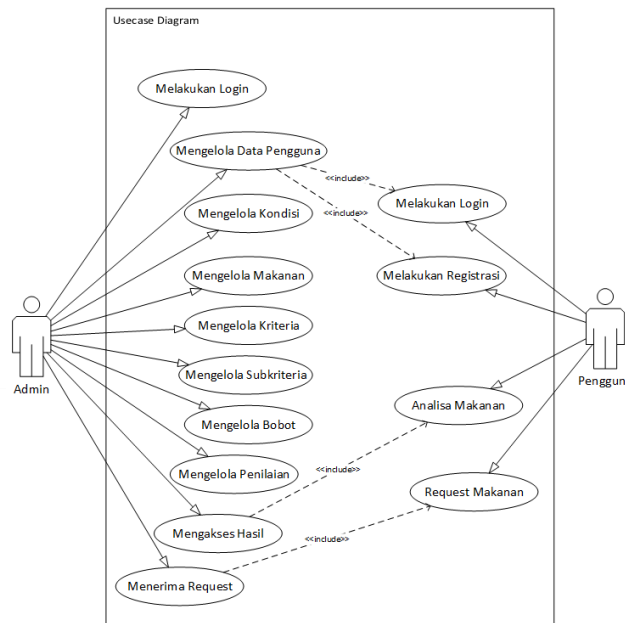 Usecase Diagram
Melakukan Login
Mengelola Data Pengguna
<<include>>
Melakukan Login
Mengelola Kondisi
<<include>>
Mengelola Makanan
Melakukan Registrasi
Mengelola Kriteria
Admin
Penggun
Mengelola Subkriteria
Analisa Makanan
Mengelola Bobot
Mengelola Penilaian
<<include>>
Request Makanan
Mengakses Hasil
<<include>>
Menerima Request